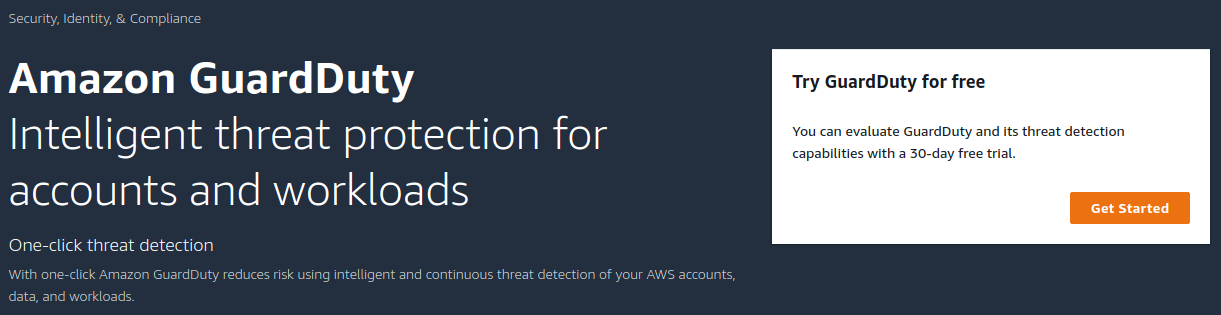 Security, Identity, & Compliance
Amazon GuardDuty
Intelligent threat protection for
accounts and workloads
One-click threat detection
With one-click Amazon GuardDuty reduces risk using intelligent and continuous threat detection of your AWS accounts,
data, and workloads.
Try GuardDuty for free
You can evaluate GuardDuty and its threat detection
capabilities with a 30-day free trial.
Get Started